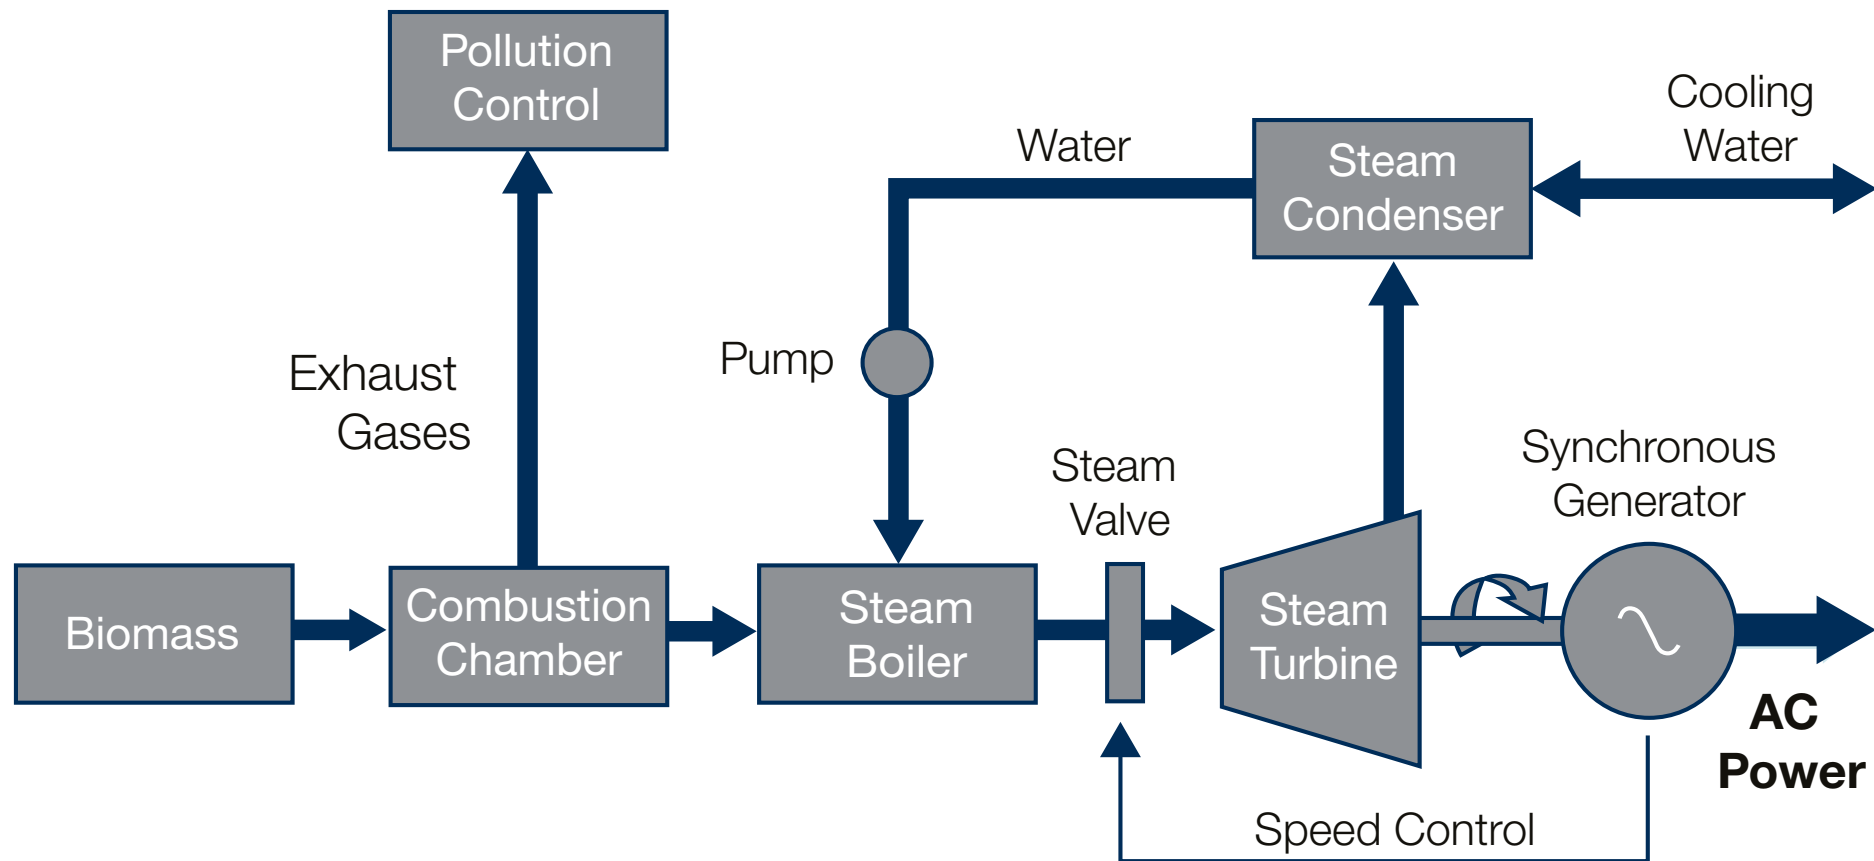 Pollution
Control
Cooling
Water
Water
Steam
Condenser
Pump
Exhaust
Gases
Steam
Valve
Synchronous
Generator
Biomass
Combustion
Chamber
Steam
Boiler
Steam
Turbine
AC
Power
Speed Control